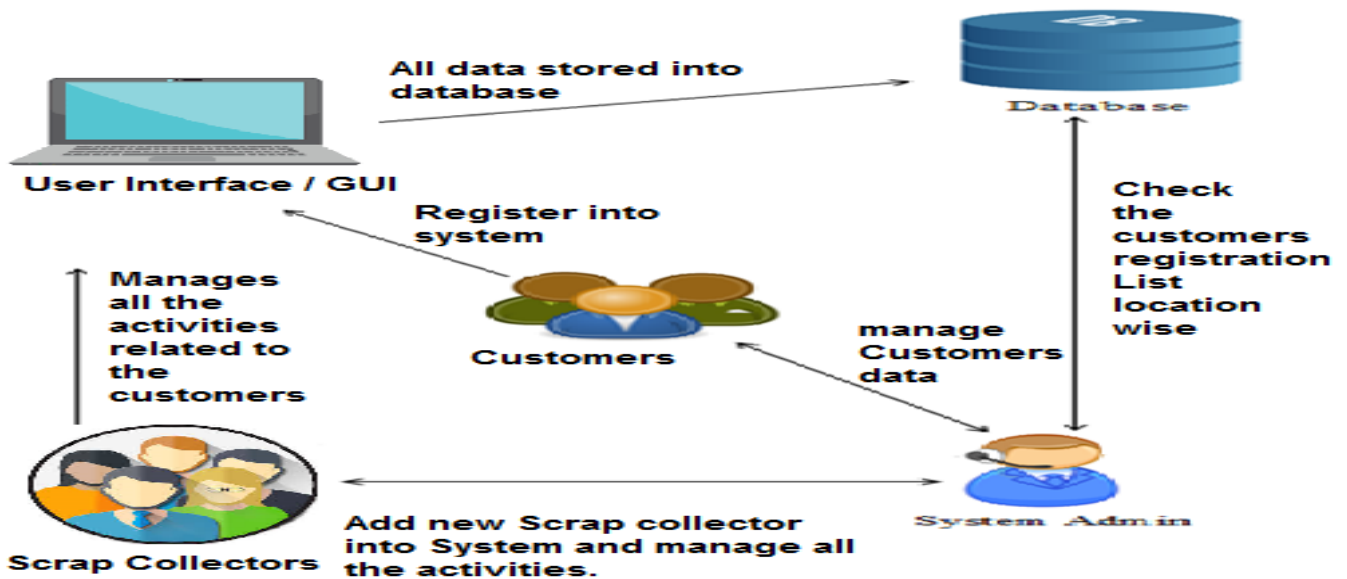 All data stored into
database
DB
Database
User Interface / GUI
Register into
system
Check
the
customers
registration
List
location
wise
Manages
all the
activities
related to
the
customers
Customers
manage
Customers
data
Scrap Collectors
Add new Scrap collector
into System and manage all
the activities.
System Admin